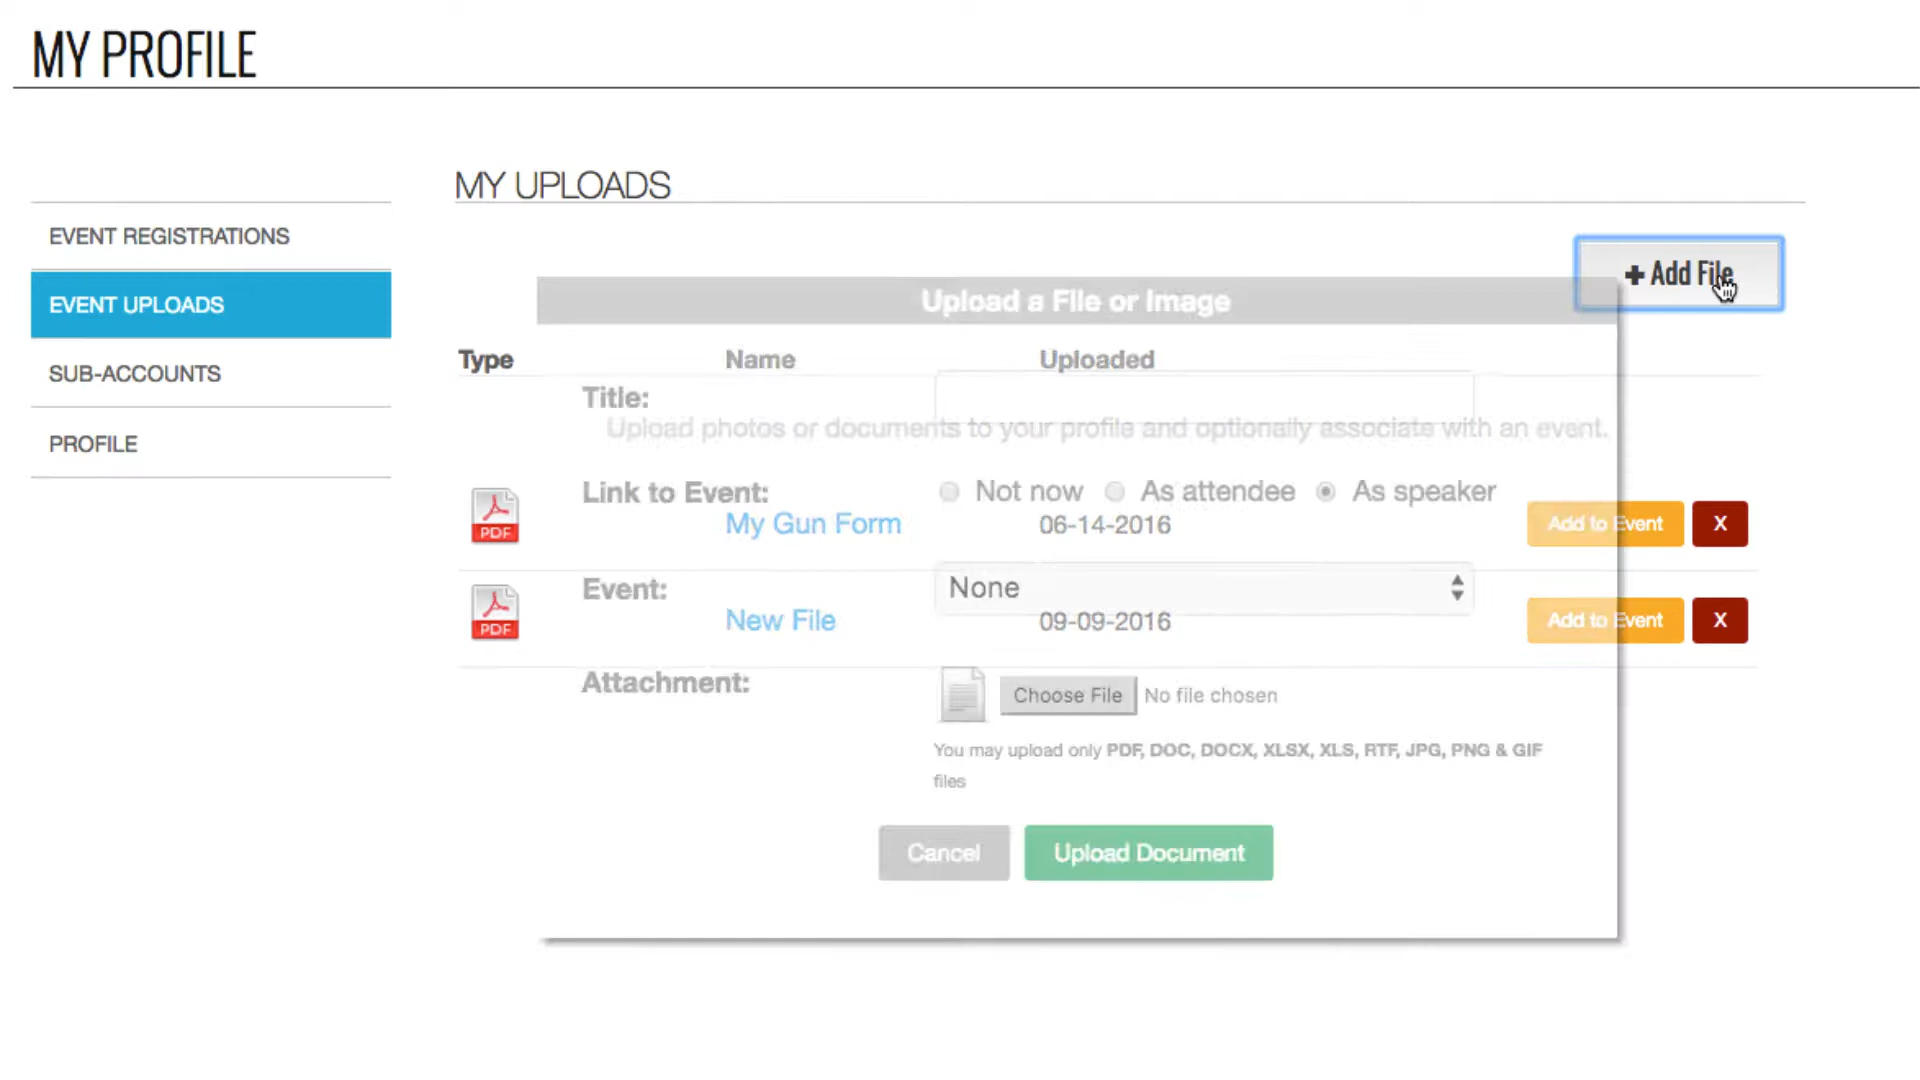 MY PROFILE
MY UPLOADS
EVENT REGISTRATIONS
EVENT UPLOADS
SUB-ACCOUNTS
PROFILE
+ Add File
Upload a File or Image
Type Name Uploaded
Title:
Upload photos or documents to your profile and optionally associate with an event.
Link to Event: Not now As attendee As speaker
PDF My Gun Form 06-14-2016 Add to Event X
Event: None
PDF New File 09-09-2016 Add to Event X
Attachment: Choose File No file chosen
You may upload only PDF, DOC, DOCX, XLSX, XLS, RTF, JPG, PNG & GIF
files
Cancel Upload Document